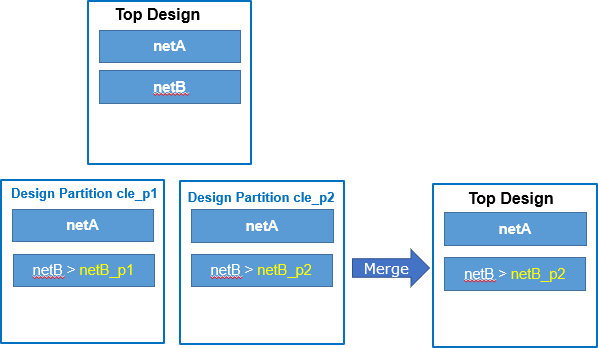 Top Design
netA
netB
Design Partition cle_p1
netA
netB > netB_p1
Design Partition cle_p2
netA
netB > netB_p2
Merge
Top Design
netA
netB > netB_p2